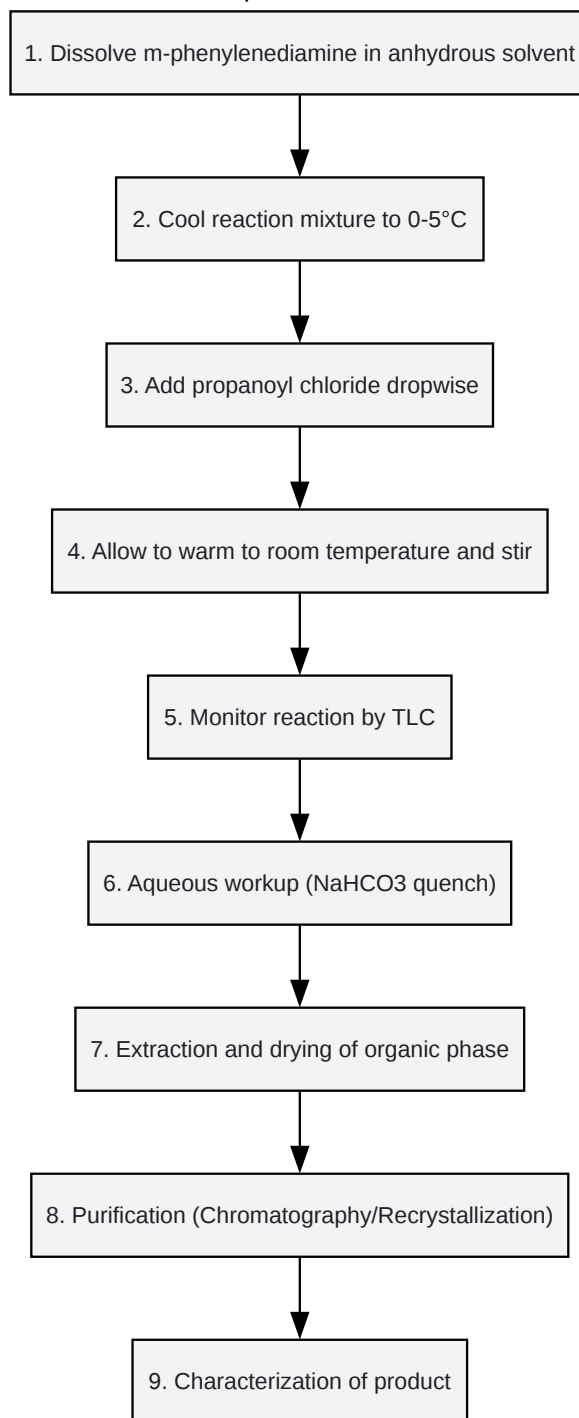 1. Dissolve m-phenylenediamine in anhydrous solvent
2. Cool reaction mixture to 0-5°C
3. Add propanoyl chloride dropwise
4. Allow to warm to room temperature and stir
5. Monitor reaction by TLC
6. Aqueous workup (NaHCO3 quench)
7. Extraction and drying of organic phase
8. Purification (Chromatography/Recrystallization)
9. Characterization of product